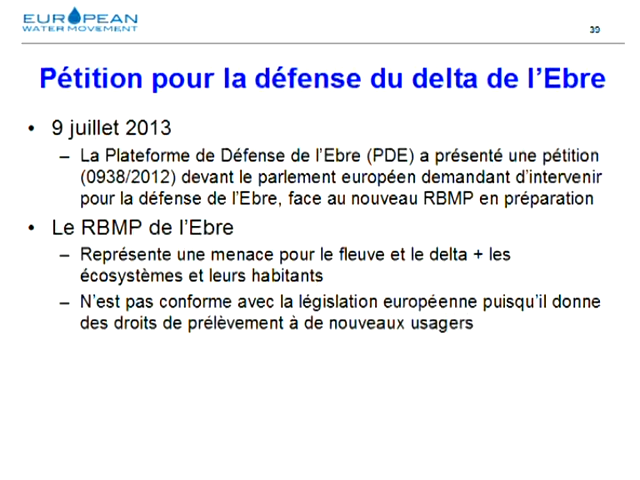 EUROPEAN
WATER MOVEMENT
39
Pétition pour la défense du delta de l'Ebre
• 9 juillet 2013
– La Plateforme de Défense de l'Ebre (PDE) a présenté une pétition
(0938/2012) devant le parlement européen demandant d'intervenir
pour la défense de l'Ebre, face au nouveau RBMP en préparation
• Le RBMP de l'Ebre
– Représente une menace pour le fleuve et le delta + les
écosystèmes et leurs habitants
– N'est pas conforme avec la législation européenne puisqu'il donne
des droits de prélèvement à de nouveaux usagers